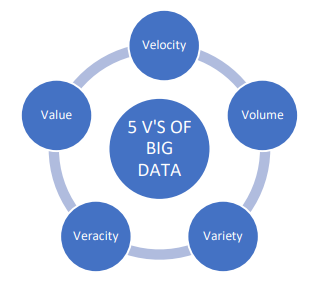 Velocity
Value
Volume
5 V'S OF
BIG
DATA
Veracity
Variety